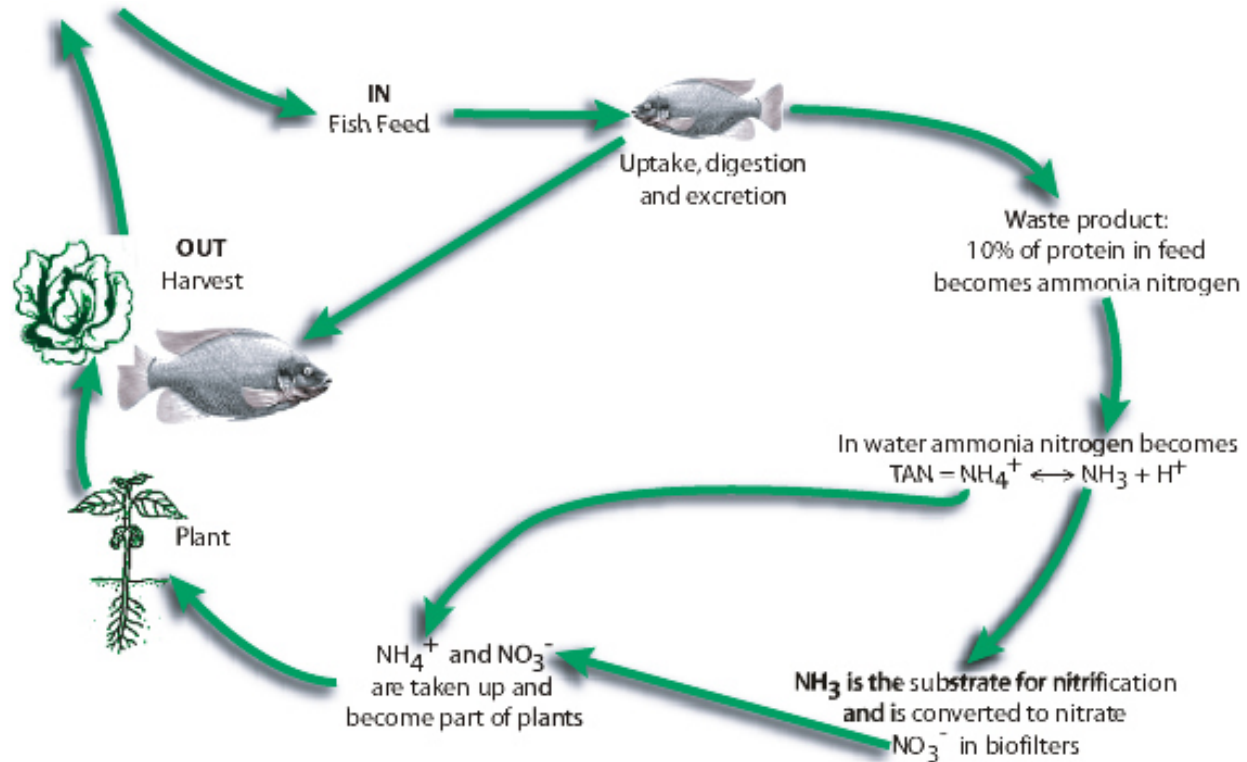 IN
Fish Feed
Uptake, digestion
and excretion
Waste product:
10% of protein in feed
becomes ammonia nitrogen
OUT
Harvest
In water ammonia nitrogen becomes
TAN = NH₄⁺ ⟷ NH₃ + H⁺
Plant
NH₄⁺ and NO₃⁻
are taken up and
become part of plants
NH₃ is the substrate for nitrification
and is converted to nitrate
NO₃⁻ in biofilters